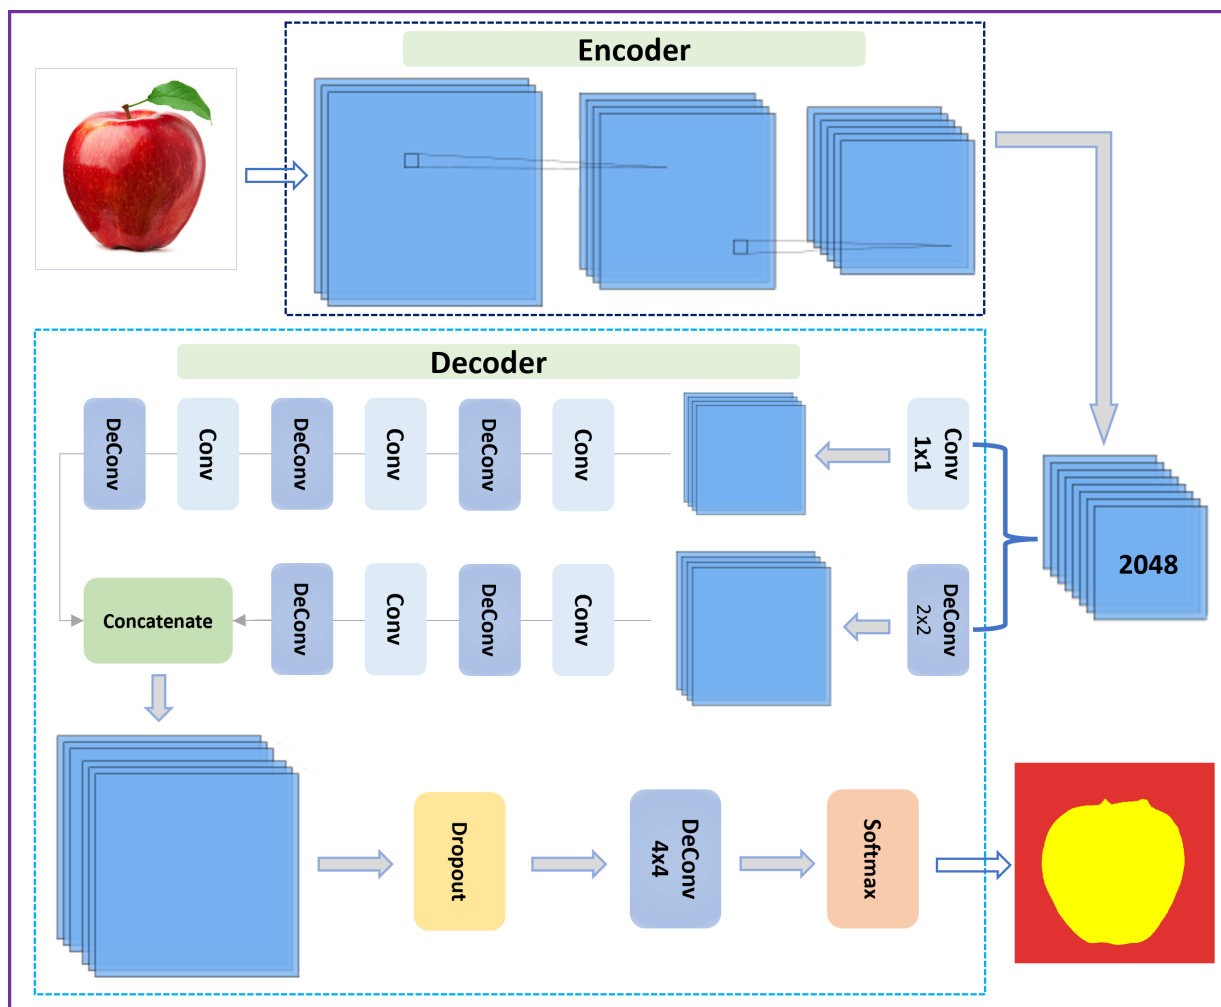 Encoder
Decoder
DeConv
Conv
DeConv
Conv
DeConv
Conv
Conv
1x1
2048
Concatenate
DeConv
Conv
DeConv
Conv
DeConv
2x2
Dropout
DeConv
4x4
Softmax